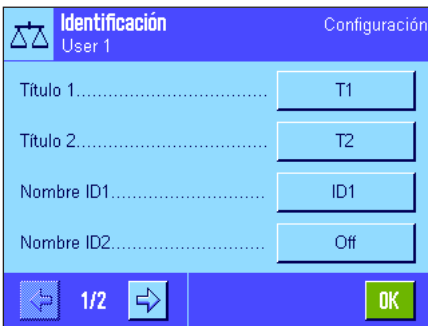 Identificación
Configuración
User 1
Título 1.................................... T1
Título 2.................................... T2
Nombre ID1............................. ID1
Nombre ID2............................. Off
1/2
OK